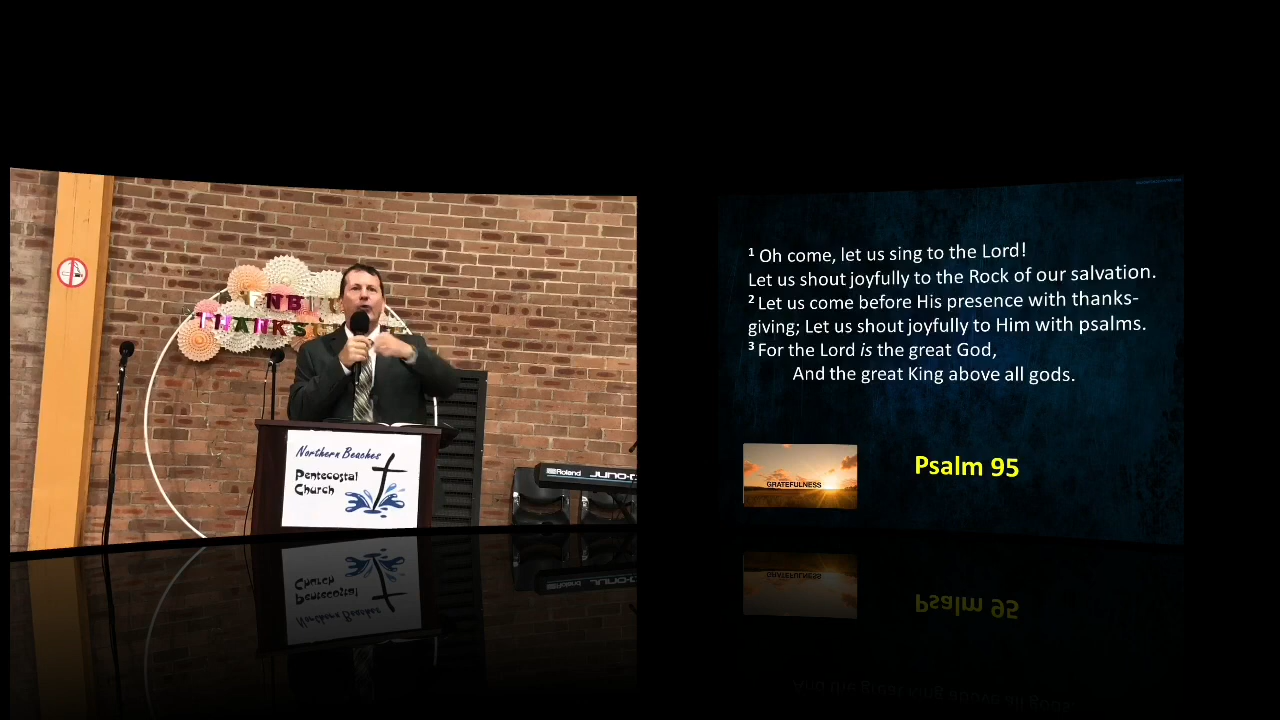 NB
THANKS
Northern Beaches
Pentecostal
Church
Roland
JUNO-D
1 Oh come, let us sing to the Lord!
Let us shout joyfully to the Rock of our salvation.
2 Let us come before His presence with thanks-
giving; Let us shout joyfully to Him with psalms.
3 For the Lord is the great God,
And the great King above all gods.
GRATEFULNESS
Psalm 95